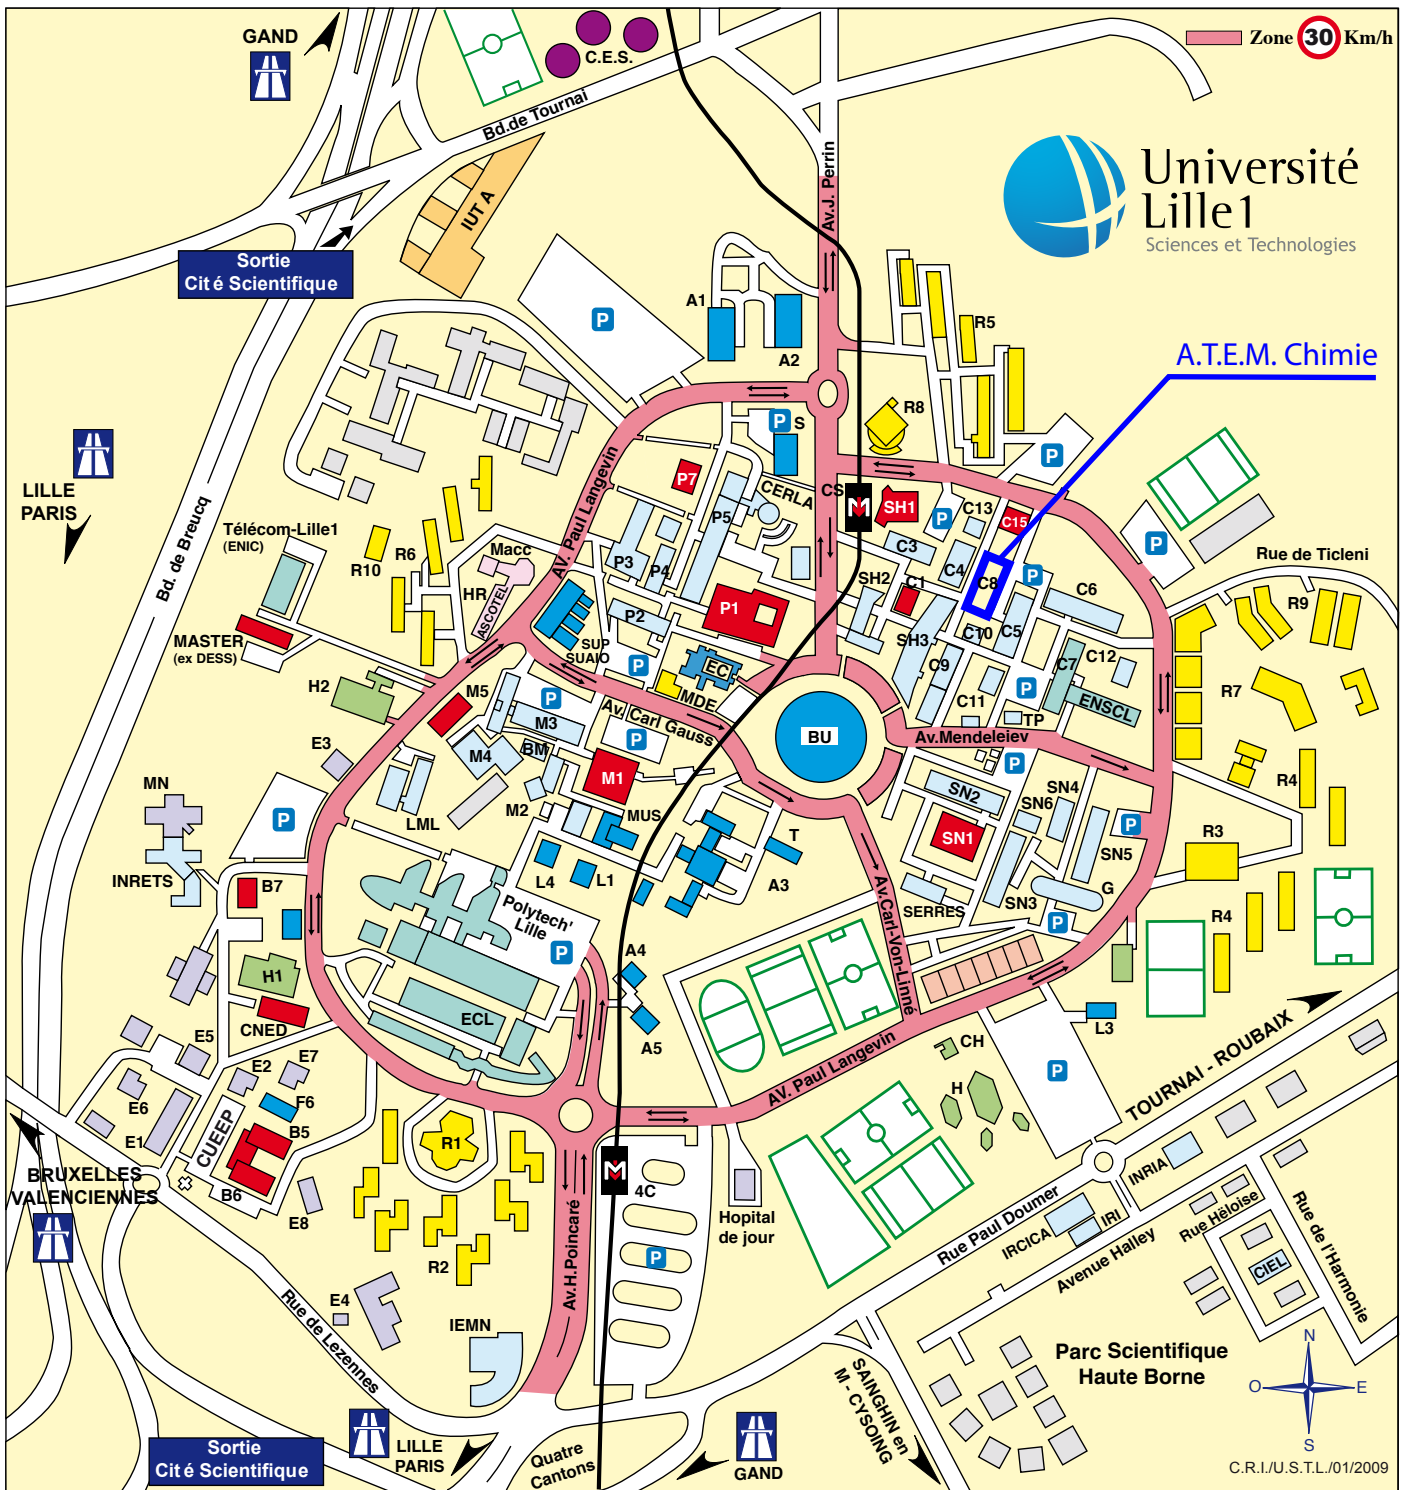 GAND
C.E.S.
Zone 30 Km/h
Bd.de Tournai
Université
Lille1
Sciences et Technologies
IUT A
Av.J. Perrin
Sortie
Cit é Scientifique
P
A1
A2
R5
A.T.E.M. Chimie
R8
P
S
P
LILLE
PARIS
Bd. de Breucq
AV. Paul Langevin
P7
CERLA
CS
M
SH1
P
C13
C15
P
Rue de Ticleni
Télécom-Lille1
(ENIC)
R10
R6
Macc
HR
ASCOTEL
P5
P3
P4
P2
P1
C3
C4
C8
P
C6
SH2
C1
SH3
C10
C5
C9
C7
C12
R9
MASTER
(ex DESS)
SUP
SUAIO
P
EC
MDE
H2
M5
P
M3
Av. Carl Gauss
P
C11
P
TP
ENSCL
R7
BU
Av.Mendeleiev
E3
M4
BM
M1
P
MN
P
LML
M2
MUS
SN2
SN4
SN6
R4
SN1
P
R3
T
A3
L4
L1
SN5
INRETS
B7
SERRES
SN3
G
P
R4
Polytech'
Lille
P
Av.Carl-Von-Linné
A4
H1
CNED
ECL
A5
L3
E5
E7
E2
E6
F6
E1
CUEEP
B5
B6
E8
R1
AV. Paul Langevin
CH
H
P
TOURNAI - ROUBAIX
BRUXELLES
VALENCIENNES
M
4C
P
Hopital
de jour
INRIA
IRI
IRCICA
Rue Paul Doumer
Avenue Halley
Rue Hëloise
Rue de l'Harmonie
CIEL
R2
Av.H.Poincaré
E4
IEMN
Rue de Lezennes
Parc Scientifique
Haute Borne
N
O
E
S
SAINGHIN en
M - CYSOING
LILLE
PARIS
Sortie
Cit é Scientifique
Quatre
Cantons
GAND
C.R.I./U.S.T.L./01/2009